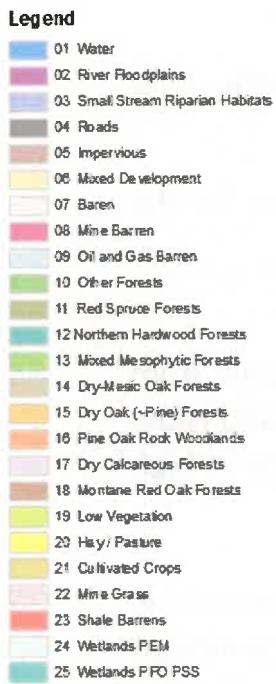 Legend
01 Water
02 River Floodplains
03 Small Stream Riparian Habitats
04 Roads
05 Impervious
06 Mixed Development
07 Baren
08 Mine Barren
09 Oil and Gas Barren
10 Other Forests
11 Red Spruce Forests
12 Northern Hardwood Forests
13 Mixed Mesophytic Forests
14 Dry-Mesic Oak Forests
15 Dry Oak (~Pine) Forests
16 Pine Oak Rock Woodlands
17 Dry Calcareous Forests
18 Montane Red Oak Forests
19 Low Vegetation
20 Hay / Pasture
21 Cultivated Crops
22 Mine Grass
23 Shale Barrens
24 Wetlands PEM
25 Wetlands PFO PSS